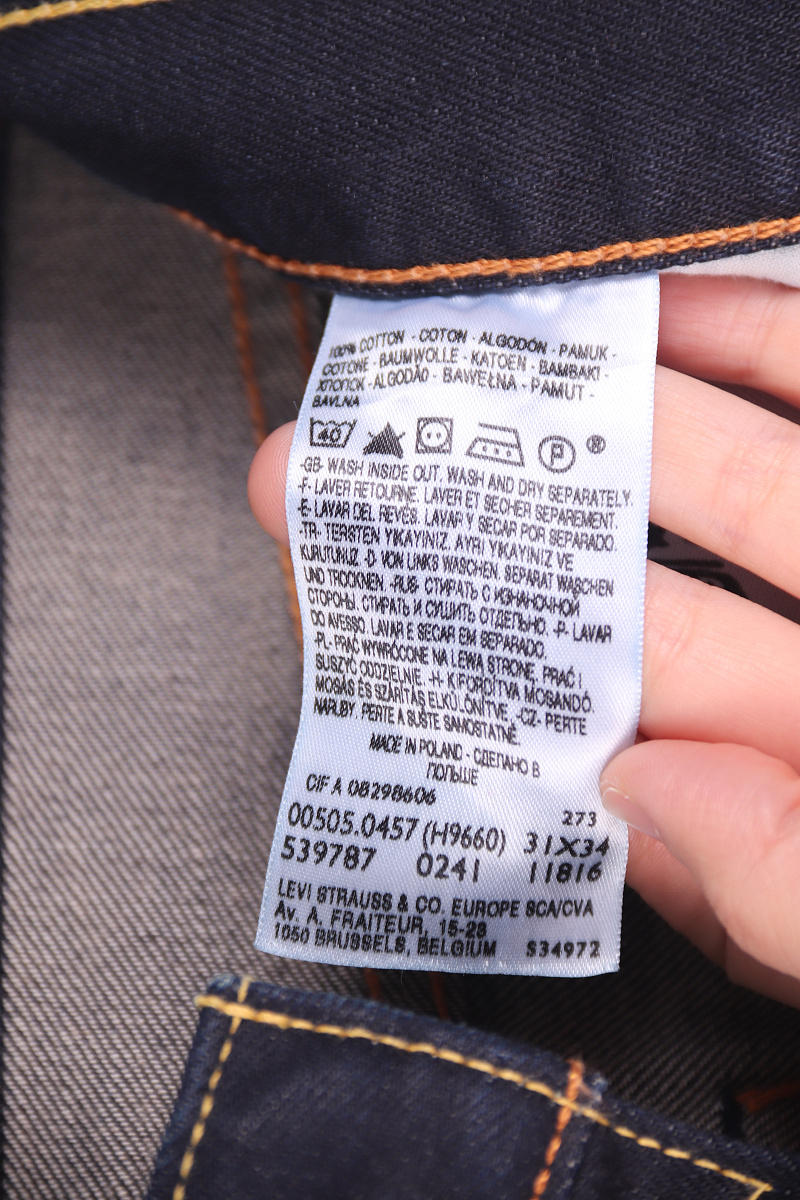 100% COTTON - COTON - ALGODÓN - PAMUK -
COTONE - BAUMWOLLE - KATOEN - BAMBAKI -
ХЛОПОК - ALGODÃO - BAWEŁNA - PAMUT -
BAVLNA
40 P ®
-GB- WASH INSIDE OUT. WASH AND DRY SEPARATELY.
-F- LAVER RETOURNE. LAVER ET SECHER SEPAREMENT.
-E- LAVAR DEL REVÉS. LAVAR Y SECAR POR SEPARADO.
-TR- TERSTEN YIKAYINIZ. AYRI YIKAYINIZ VE
KURUTUNUZ. -D- VON LINKS WASCHEN. SEPARAT WASCHEN
UND TROCKNEN. -RUS- СТИРАТЬ С ИЗНАНОЧНОЙ
СТОРОНЫ. СТИРАТЬ И СУШИТЬ ОТДЕЛЬНО. -P- LAVAR
DO AVESSO. LAVAR E SECAR EM SEPARADO.
-PL- PRAĆ WYWRÓCONE NA LEWĄ STRONĘ. PRAĆ I
SUSZYĆ ODDZIELNIE. -H- KIFORDÍTVA MOSANDÓ.
MOSÁS ÉS SZÁRÍTÁS ELKÜLÖNÍTVE. -CZ- PERTE
NARUBY. PERTE A SUŠTE SAMOSTATNĚ.
MADE IN POLAND - СДЕЛАНО В
ПОЛЬШЕ
CIF A 08298606
273
00505.0457 (H9660) 31X34
539787 0241 11816
LEVI STRAUSS & CO. EUROPE SCA/CVA
Av. A. FRAITEUR, 15-28
1050 BRUSSELS, BELGIUM S34972